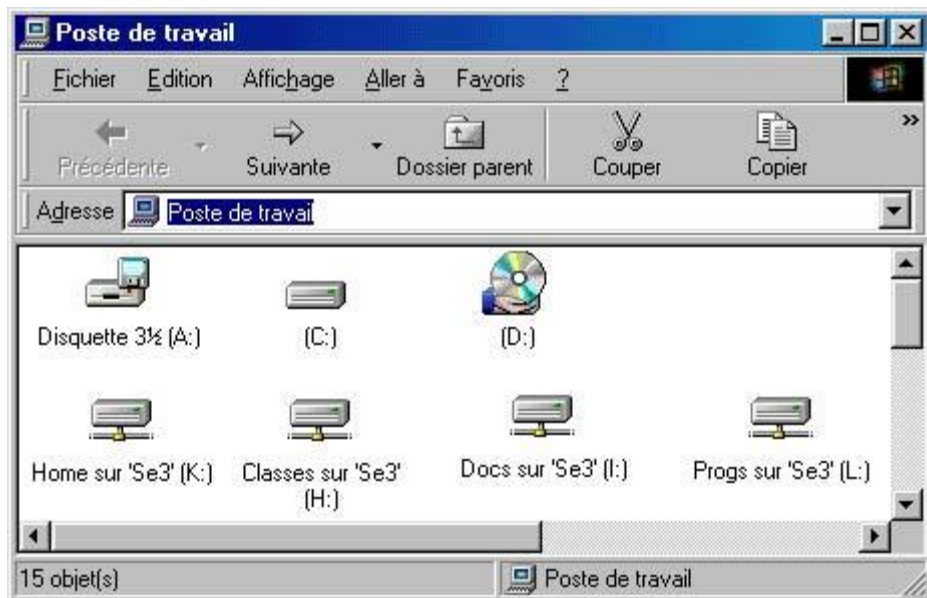 Poste de travail
Fichier Edition Affichage Aller à Favoris ?
Précédente Suivante Dossier parent Couper Copier »
Adresse Poste de travail
Disquette 3½ (A:) (C:) (D:)
Home sur 'Se3' (K:) Classes sur 'Se3' (H:) Docs sur 'Se3' (I:) Progs sur 'Se3' (L:)
15 objet(s) Poste de travail